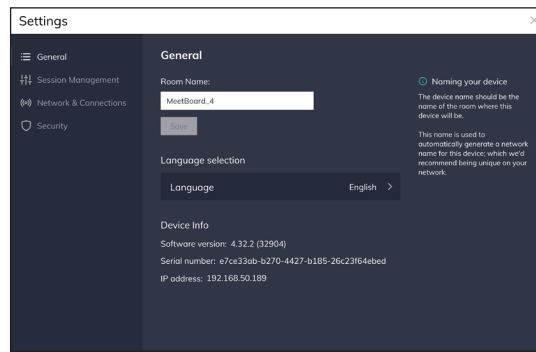 Settings
General
Session Management
Network & Connections
Security
General
Room Name:
MeetBoard_4
Save
Language selection
Language English
Device Info
Software version: 4.32.2 (32904)
Serial number: e7ce33ab-b270-4427-b185-26c23f64ebed
IP address: 192.168.50.189
Naming your device
The device name should be the
name of the room where this
device will be.
This name is used to
automatically generate a network
name for this device; which we'd
recommend being unique on your
network.